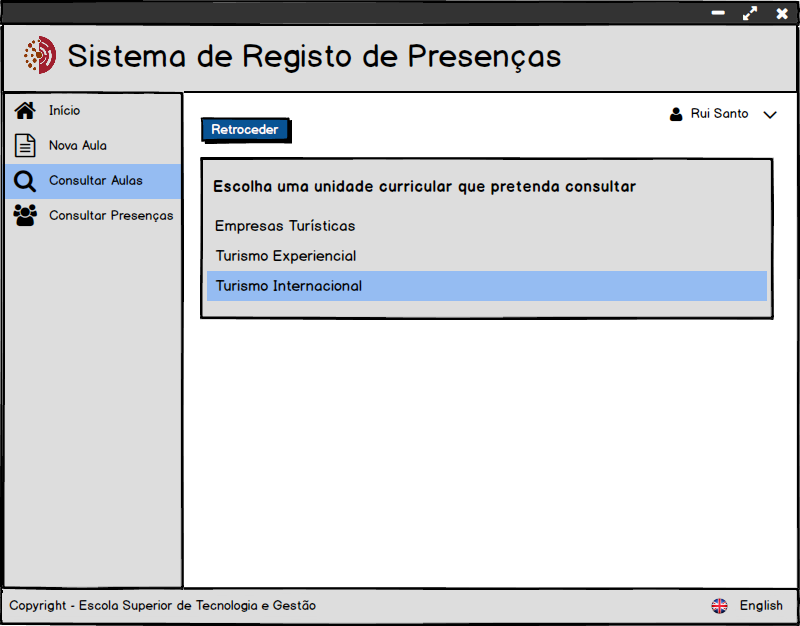 Sistema de Registo de Presenças
Início
Nova Aula
Consultar Aulas
Consultar Presenças
Rui Santo
Retroceder
Escolha uma unidade curricular que pretenda consultar
Empresas Turísticas
Turismo Experiencial
Turismo Internacional
Copyright - Escola Superior de Tecnologia e Gestão
English